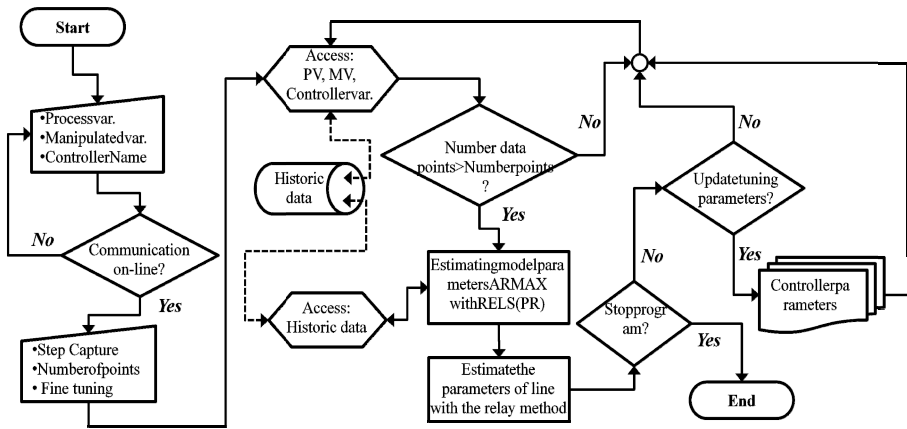 Start
•Processvar.
•Manipulatedvar.
•ControllerName
No
Communication
on-line?
Yes
•Step Capture
•Numberofpoints
• Fine tuning
Access:
PV, MV,
Controllervar.
Historic
data
Access:
Historic data
Number data
points>Numberpoints
?
No
Yes
Estimatingmodelpara
metersARMAX
withRELS(PR)
Estimatethe
parameters of line
with the relay method
Stopprogr
am?
No
Yes
End
Updatetuning
parameters?
No
Yes
Controllerpa
rameters